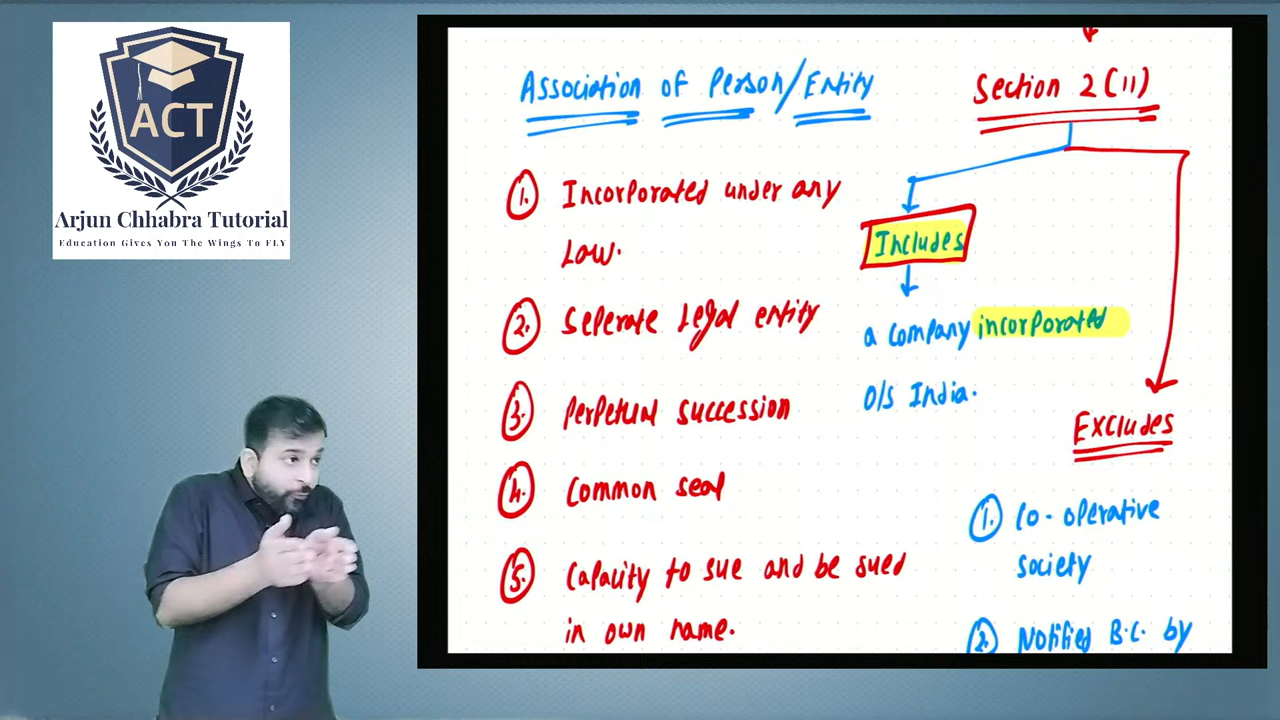 ACT
Arjun Chhabra Tutorial
Education Gives You The Wings To FLY
Association of Person/Entity
1. Incorporated under any
Law.
2. Seperate Legal entity
3. Perpetual succession
4. Common seal
5. Capacity to sue and be sued
in own name.
Section 2(11)
Includes
a company incorporated
O/s India.
Excludes
1. Co-operative
society
2. Notified B.C. by